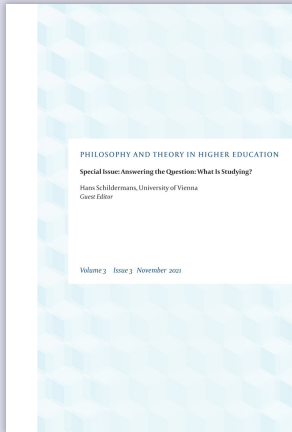 PHILOSOPHY AND THEORY IN HIGHER EDUCATION
Special Issue: Answering the Question: What Is Studying?
Hans Schildermans, University of Vienna
Guest Editor
Volume 3 Issue 3 November 2021